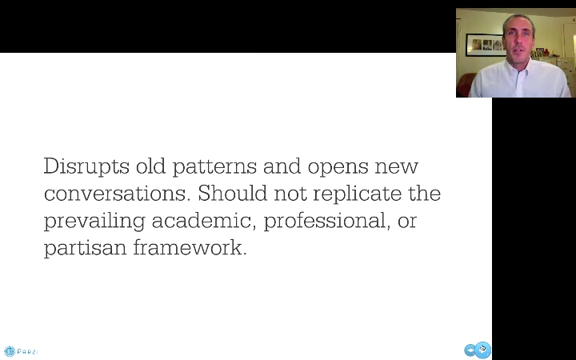 Disrupts old patterns and opens new
conversations. Should not replicate the
prevailing academic, professional, or
partisan framework.